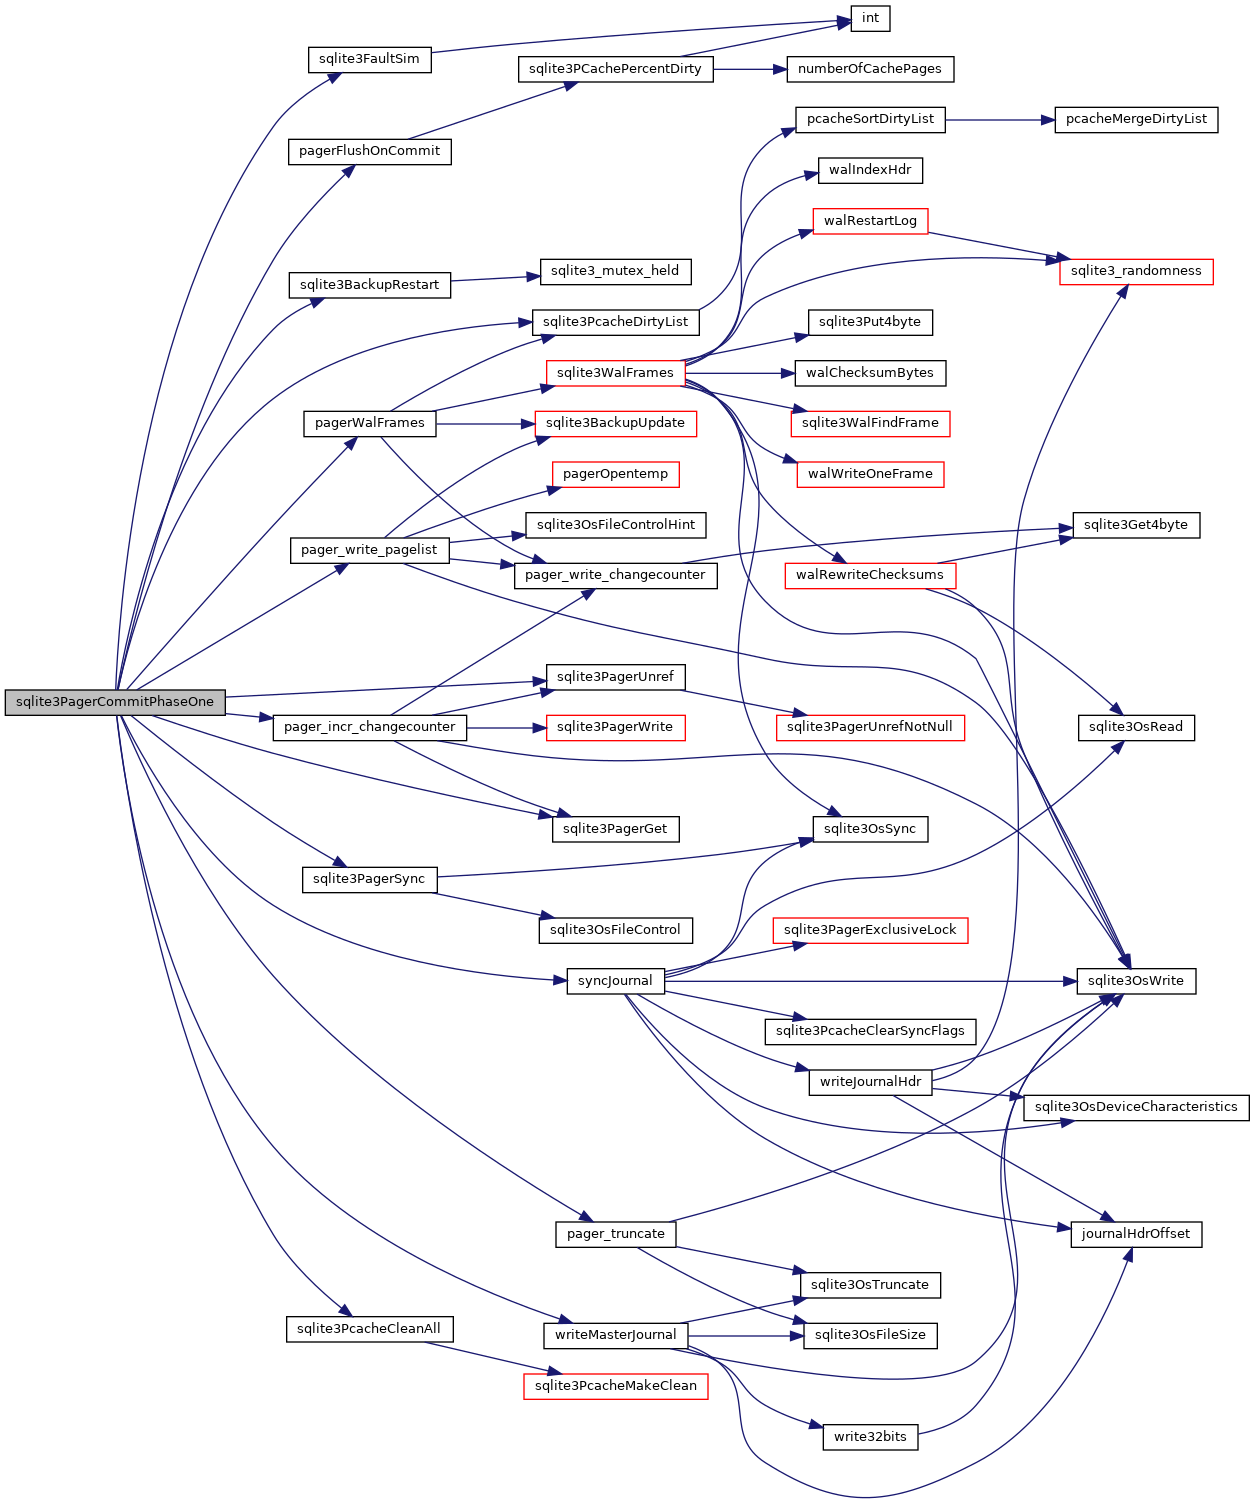 int
sqlite3FaultSim
sqlite3PCachePercentDirty
numberOfCachePages
pcacheSortDirtyList
pcacheMergeDirtyList
pagerFlushOnCommit
walIndexHdr
walRestartLog
sqlite3_mutex_held
sqlite3_randomness
sqlite3BackupRestart
sqlite3PcacheDirtyList
sqlite3Put4byte
sqlite3WalFrames
walChecksumBytes
pagerWalFrames
sqlite3BackupUpdate
sqlite3WalFindFrame
pagerOpentemp
walWriteOneFrame
sqlite3OsFileControlHint
sqlite3Get4byte
pager_write_pagelist
pager_write_changecounter
walRewriteChecksums
sqlite3PagerUnref
sqlite3PagerCommitPhaseOne
pager_incr_changecounter
sqlite3PagerWrite
sqlite3PagerUnrefNotNull
sqlite3OsRead
sqlite3PagerGet
sqlite3OsSync
sqlite3PagerSync
sqlite3OsFileControl
sqlite3PagerExclusiveLock
syncJournal
sqlite3OsWrite
sqlite3PcacheClearSyncFlags
writeJournalHdr
sqlite3OsDeviceCharacteristics
pager_truncate
journalHdrOffset
sqlite3OsTruncate
sqlite3PcacheCleanAll
writeMasterJournal
sqlite3OsFileSize
sqlite3PcacheMakeClean
write32bits